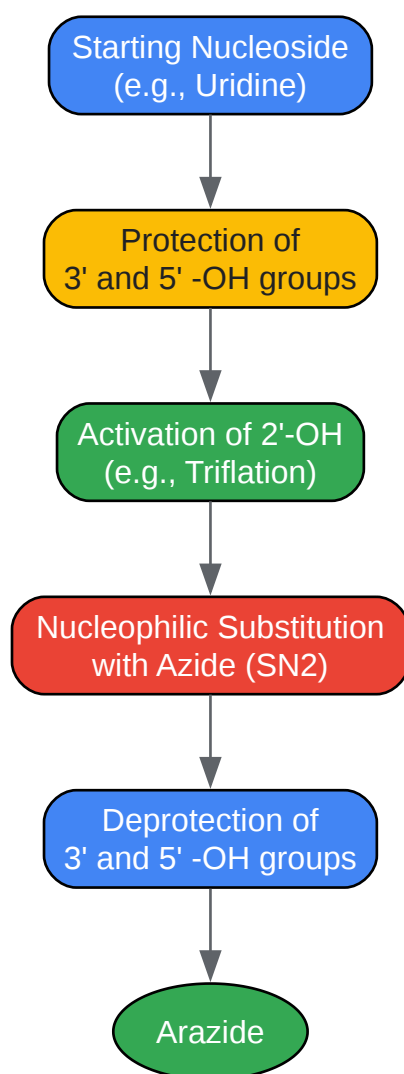 Starting Nucleoside
(e.g., Uridine)
Protection of
3' and 5' -OH groups
Activation of 2'-OH
(e.g., Triflation)
Nucleophilic Substitution
with Azide (SN2)
Deprotection of
3' and 5' -OH groups
Arazide